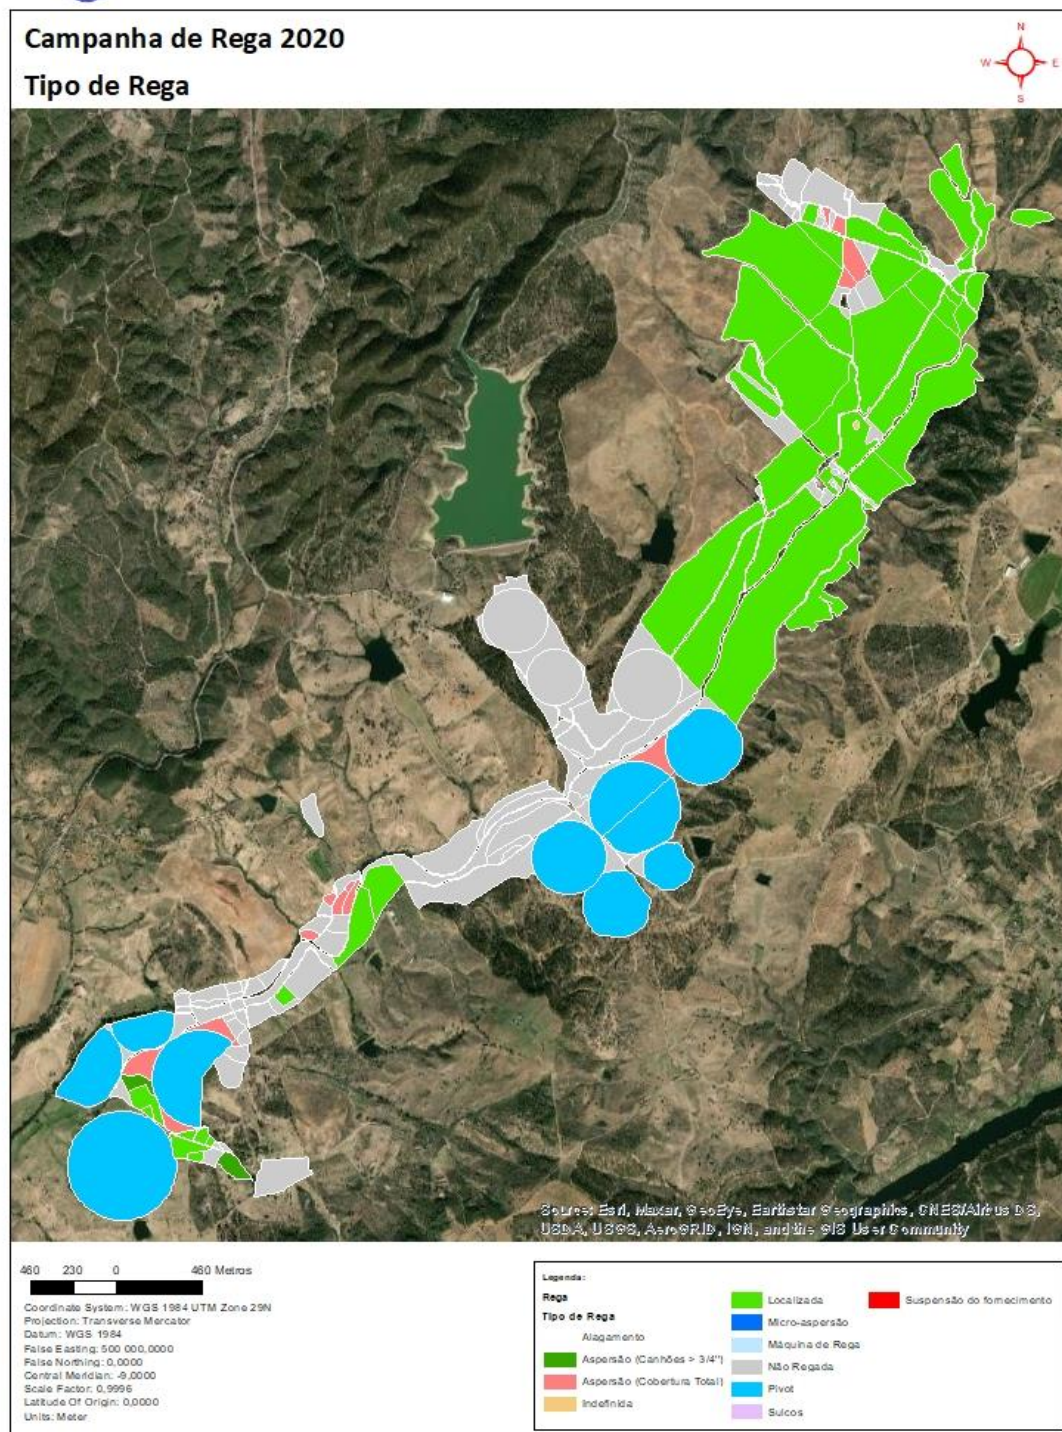 Campanha de Rega 2020
Tipo de Rega
N
W E
S
Source: Esri, Maxar, GeoEye, Earthstar Geographics, CNES/Airbus DS,
USDA, USGS, AeroGRID, IGN, and the GIS User Community
460 230 0 460 Metros
Coordinate System: WGS 1984 UTM Zone 29N
Projection: Transverse Mercator
Datum: WGS 1984
False Easting: 500 000,0000
False Northing: 0,0000
Central Meridian: -9,0000
Scale Factor: 0,9996
Latitude Of Origin: 0,0000
Units: Meter
Legenda:
Rega
Tipo de Rega
Alagamento
Aspersão (Canhões > 3/4")
Aspersão (Cobertura Total)
Indefinida
Localizada
Micro-aspersão
Máquina de Rega
Não Regada
Pivot
Sulcos
Suspensão do fornecimento